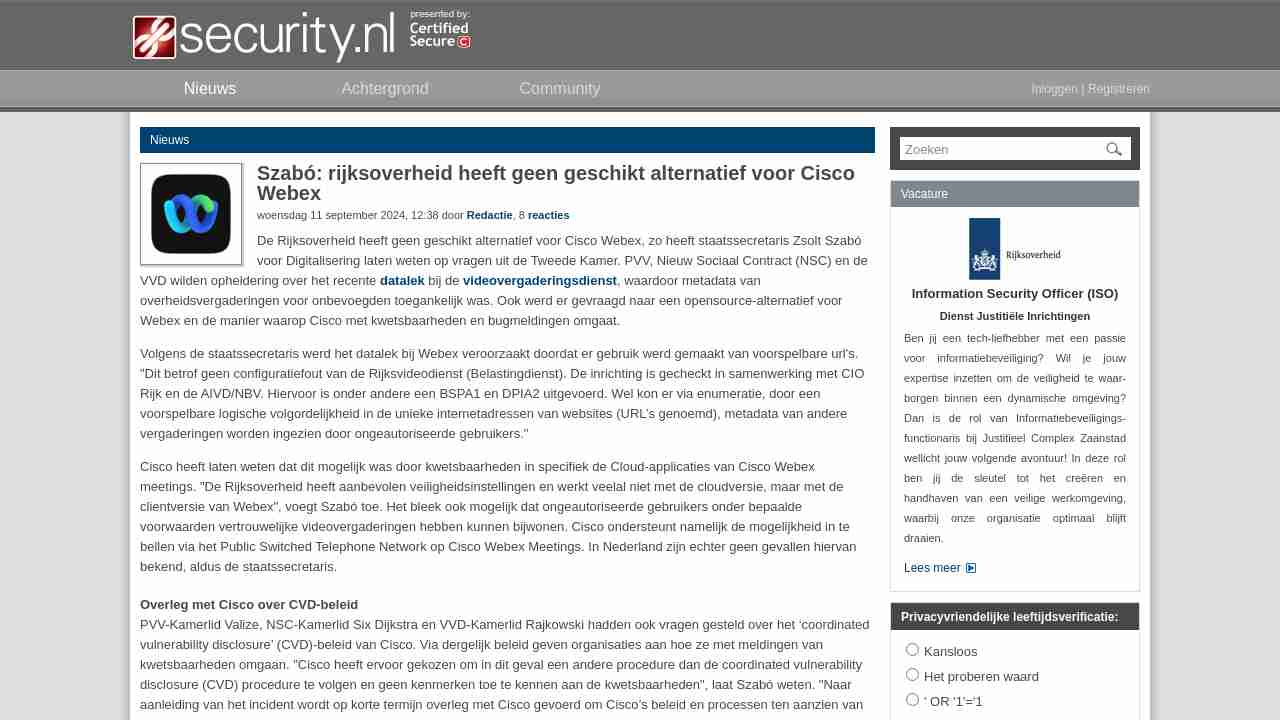 security.nl
presented by:
Certified
Secure
Nieuws
Achtergrond
Community
Inloggen | Registreren
Nieuws
Szabó: rijksoverheid heeft geen geschikt alternatief voor Cisco
Webex
woensdag 11 september 2024, 12:38 door Redactie, 8 reacties
De Rijksoverheid heeft geen geschikt alternatief voor Cisco Webex, zo heeft staatssecretaris Zsolt Szabó
voor Digitalisering laten weten op vragen uit de Tweede Kamer. PVV, Nieuw Sociaal Contract (NSC) en de
VVD wilden opheldering over het recente datalek bij de videovergaderingsdienst, waardoor metadata van
overheidsvergaderingen voor onbevoegden toegankelijk was. Ook werd er gevraagd naar een opensource-alternatief voor
Webex en de manier waarop Cisco met kwetsbaarheden en bugmeldingen omgaat.
Volgens de staatssecretaris werd het datalek bij Webex veroorzaakt doordat er gebruik werd gemaakt van voorspelbare url's.
"Dit betrof geen configuratiefout van de Rijksvideodienst (Belastingdienst). De inrichting is gecheckt in samenwerking met CIO
Rijk en de AIVD/NBV. Hiervoor is onder andere een BSPA1 en DPIA2 uitgevoerd. Wel kon er via enumeratie, door een
voorspelbare logische volgordelijkheid in de unieke internetadressen van websites (URL's genoemd), metadata van andere
vergaderingen worden ingezien door ongeautoriseerde gebruikers."
Cisco heeft laten weten dat dit mogelijk was door kwetsbaarheden in specifiek de Cloud-applicaties van Cisco Webex
meetings. "De Rijksoverheid heeft aanbevolen veiligheidsinstellingen en werkt veelal niet met de cloudversie, maar met de
clientversie van Webex", voegt Szabó toe. Het bleek ook mogelijk dat ongeautoriseerde gebruikers onder bepaalde
voorwaarden vertrouwelijke videovergaderingen hebben kunnen bijwonen. Cisco ondersteunt namelijk de mogelijkheid in te
bellen via het Public Switched Telephone Network op Cisco Webex Meetings. In Nederland zijn echter geen gevallen hiervan
bekend, aldus de staatssecretaris.
Overleg met Cisco over CVD-beleid
PVV-Kamerlid Valize, NSC-Kamerlid Six Dijkstra en VVD-Kamerlid Rajkowski hadden ook vragen gesteld over het 'coordinated
vulnerability disclosure' (CVD)-beleid van Cisco. Via dergelijk beleid geven organisaties aan hoe ze met meldingen van
kwetsbaarheden omgaan. "Cisco heeft ervoor gekozen om in dit geval een andere procedure dan de coordinated vulnerability
disclosure (CVD) procedure te volgen en geen kenmerken toe te kennen aan de kwetsbaarheden", laat Szabó weten. "Naar
aanleiding van het incident wordt op korte termijn overleg met Cisco gevoerd om Cisco's beleid en processen ten aanzien van
Zoeken
Vacature
Rijksoverheid
Information Security Officer (ISO)
Dienst Justitiële Inrichtingen
Ben jij een tech-liefhebber met een passie
voor informatiebeveiliging? Wil je jouw
expertise inzetten om de veiligheid te waar-
borgen binnen een dynamische omgeving?
Dan is de rol van Informatiebeveiligings-
functionaris bij Justitieel Complex Zaanstad
wellicht jouw volgende avontuur! In deze rol
ben jij de sleutel tot het creëren en
handhaven van een veilige werkomgeving,
waarbij onze organisatie optimaal blijft
draaien.
Lees meer
Privacyvriendelijke leeftijdsverificatie:
Kansloos
Het proberen waard
' OR '1'='1